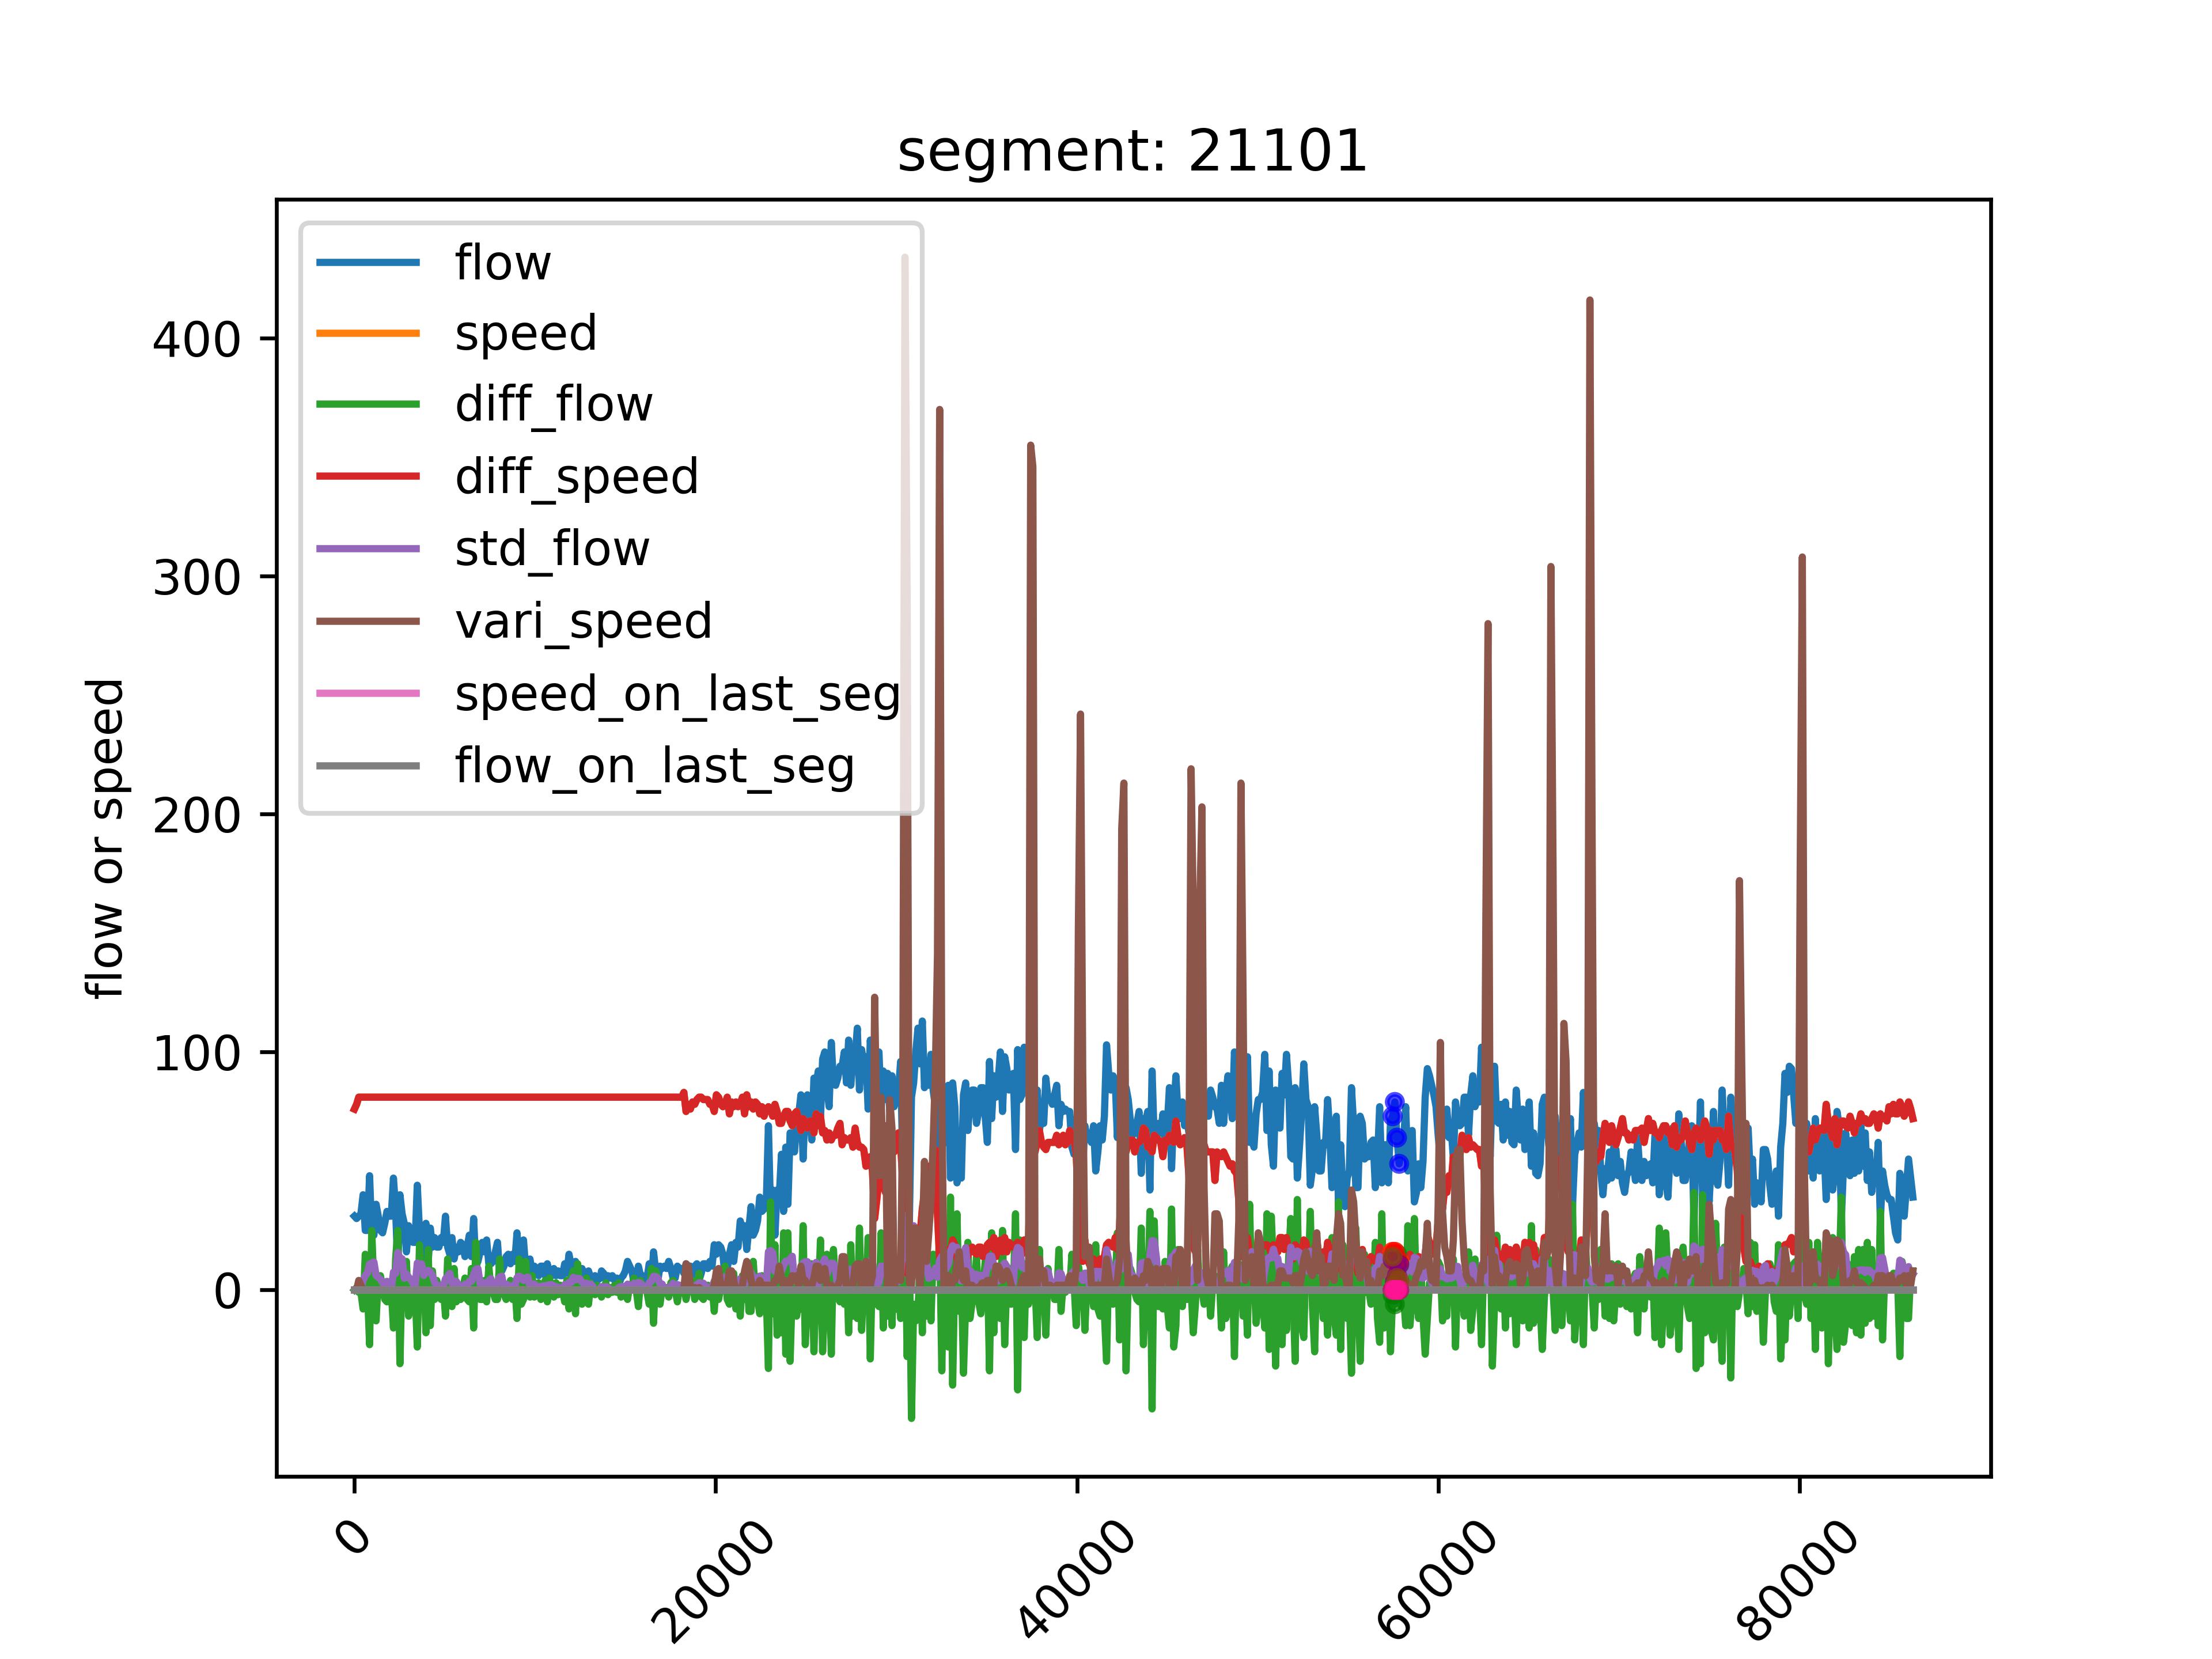 segment: 21101
flow
speed
diff_flow
diff_speed
std_flow
vari_speed
speed_on_last_seg
flow_on_last_seg
flow or speed
400
300
200
100
0
0
20000
40000
60000
80000